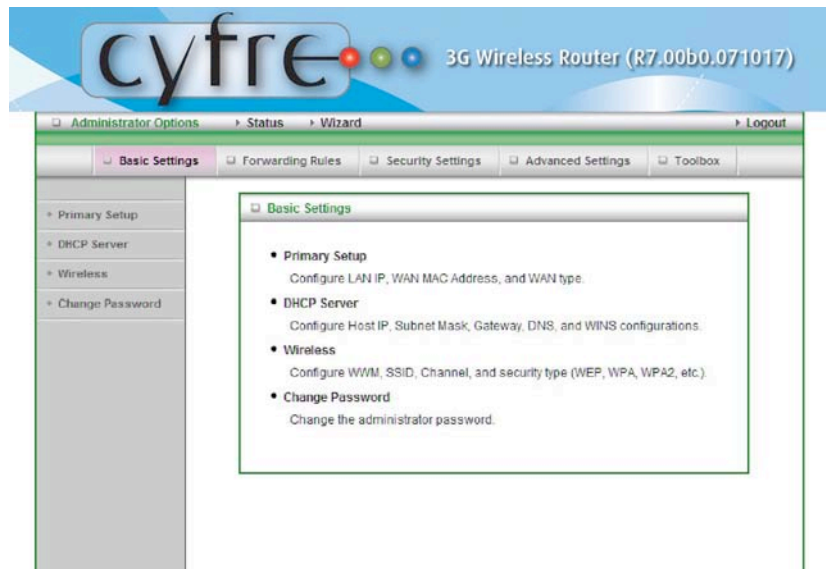 cyfre
3G Wireless Router (R7.00b0.071017)
Administrator Options Status Wizard Logout
Basic Settings Forwarding Rules Security Settings Advanced Settings Toolbox
Primary Setup
DHCP Server
Wireless
Change Password
Basic Settings
Primary Setup
Configure LAN IP, WAN MAC Address, and WAN type.
DHCP Server
Configure Host IP, Subnet Mask, Gateway, DNS, and WINS configurations.
Wireless
Configure WWM, SSID, Channel, and security type (WEP, WPA, WPA2, etc.).
Change Password
Change the administrator password.